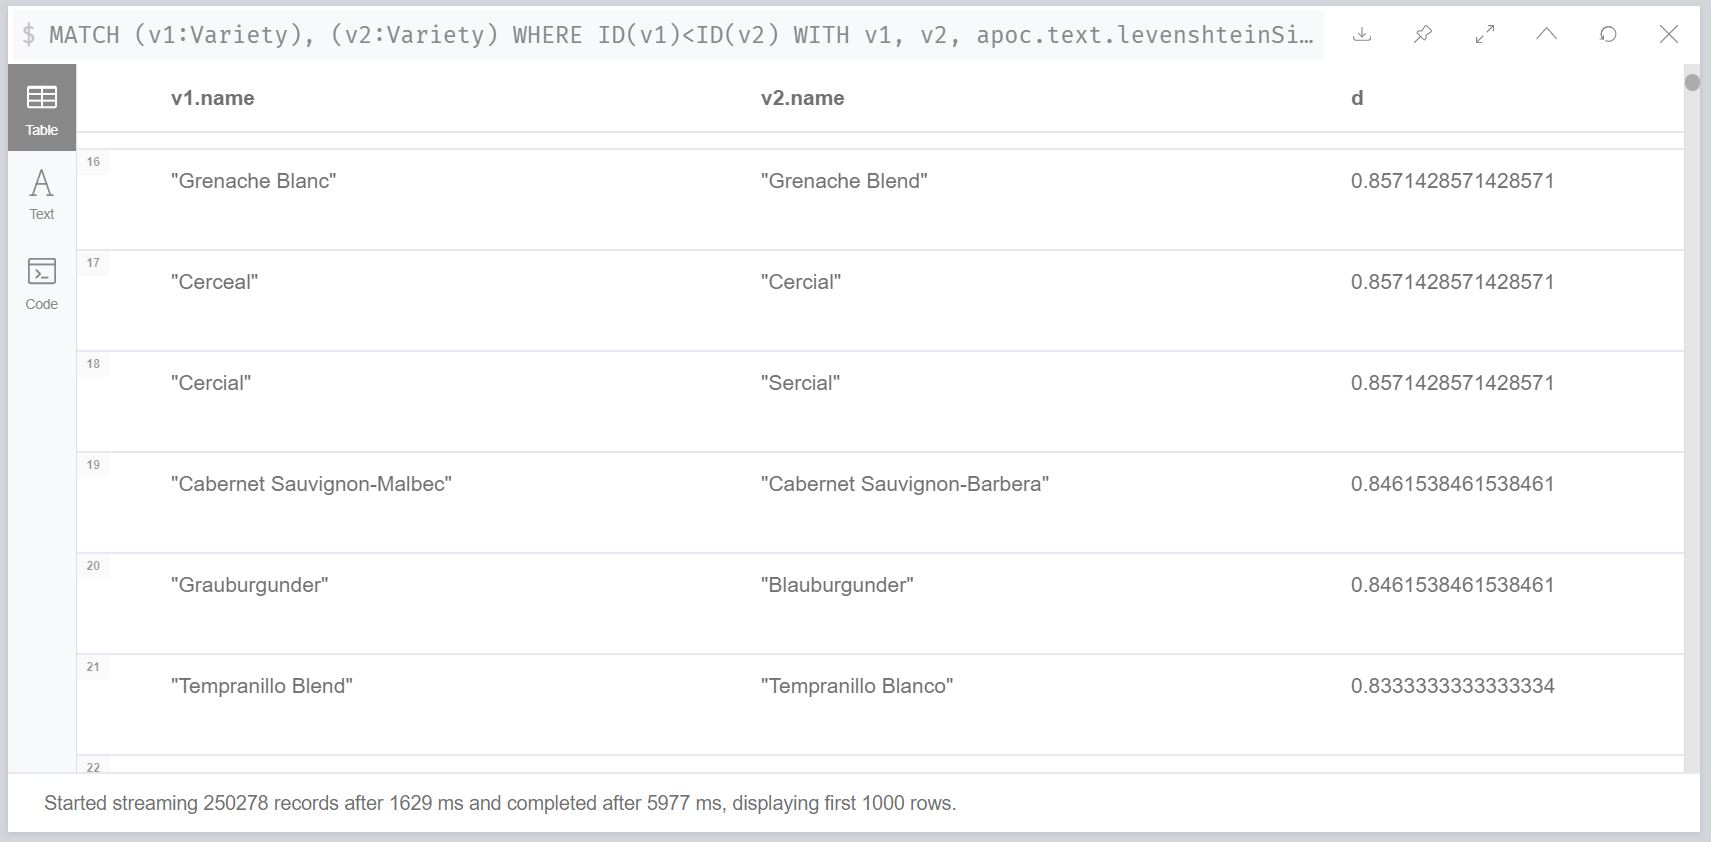 $ MATCH (v1:Variety), (v2:Variety) WHERE ID(v1)<ID(v2) WITH v1, v2, apoc.text.levenshteinSi…
Table
Text
Code
v1.name v2.name d
16 "Grenache Blanc" "Grenache Blend" 0.8571428571428571
17 "Cerceal" "Cercial" 0.8571428571428571
18 "Cercial" "Sercial" 0.8571428571428571
19 "Cabernet Sauvignon-Malbec" "Cabernet Sauvignon-Barbera" 0.8461538461538461
20 "Grauburgunder" "Blauburgunder" 0.8461538461538461
21 "Tempranillo Blend" "Tempranillo Blanco" 0.8333333333333334
22
Started streaming 250278 records after 1629 ms and completed after 5977 ms, displaying first 1000 rows.